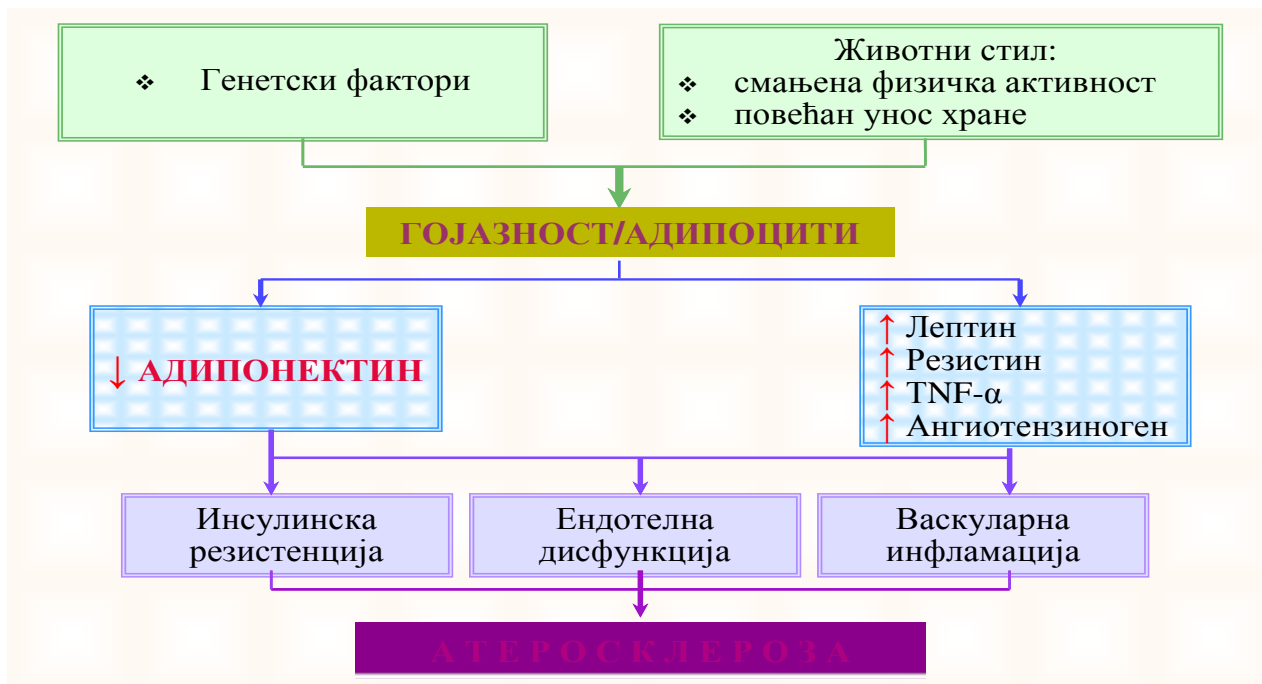 ❖ Генетски фактори
Животни стил:
❖ смањена физичка активност
❖ повећан унос хране
ГОЈАЗНОСТ/АДИПОЦИТИ
↓ АДИПОНЕКТИН
↑ Лептин
↑ Резистин
↑ TNF-α
↑ Ангиотензиноген
Инсулинска
резистенција
Ендотелна
дисфункција
Васкуларна
инфламација
А Т Е Р О С К Л Е Р О З А